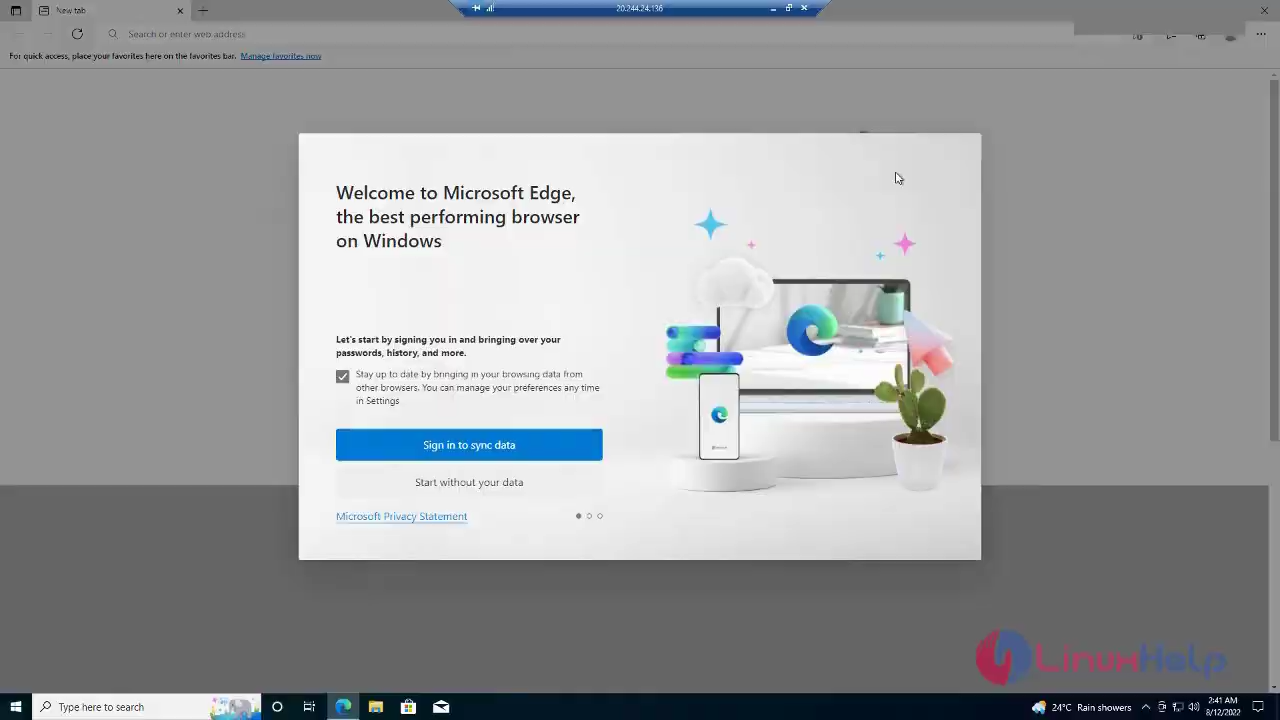 New tab
20.244.24.136
Search or enter web address
For quick access, place your favorites here on the favorites bar. Manage favorites now
Welcome to Microsoft Edge,
the best performing browser
on Windows
Let's start by signing you in and bringing over your
passwords, history, and more.
Stay up to date by bringing in your browsing data from
other browsers. You can manage your preferences any time
in Settings
Sign in to sync data
Start without your data
Microsoft Privacy Statement
LinuxHelp
Type here to search
24°C Rain showers
2:41 AM
8/12/2022